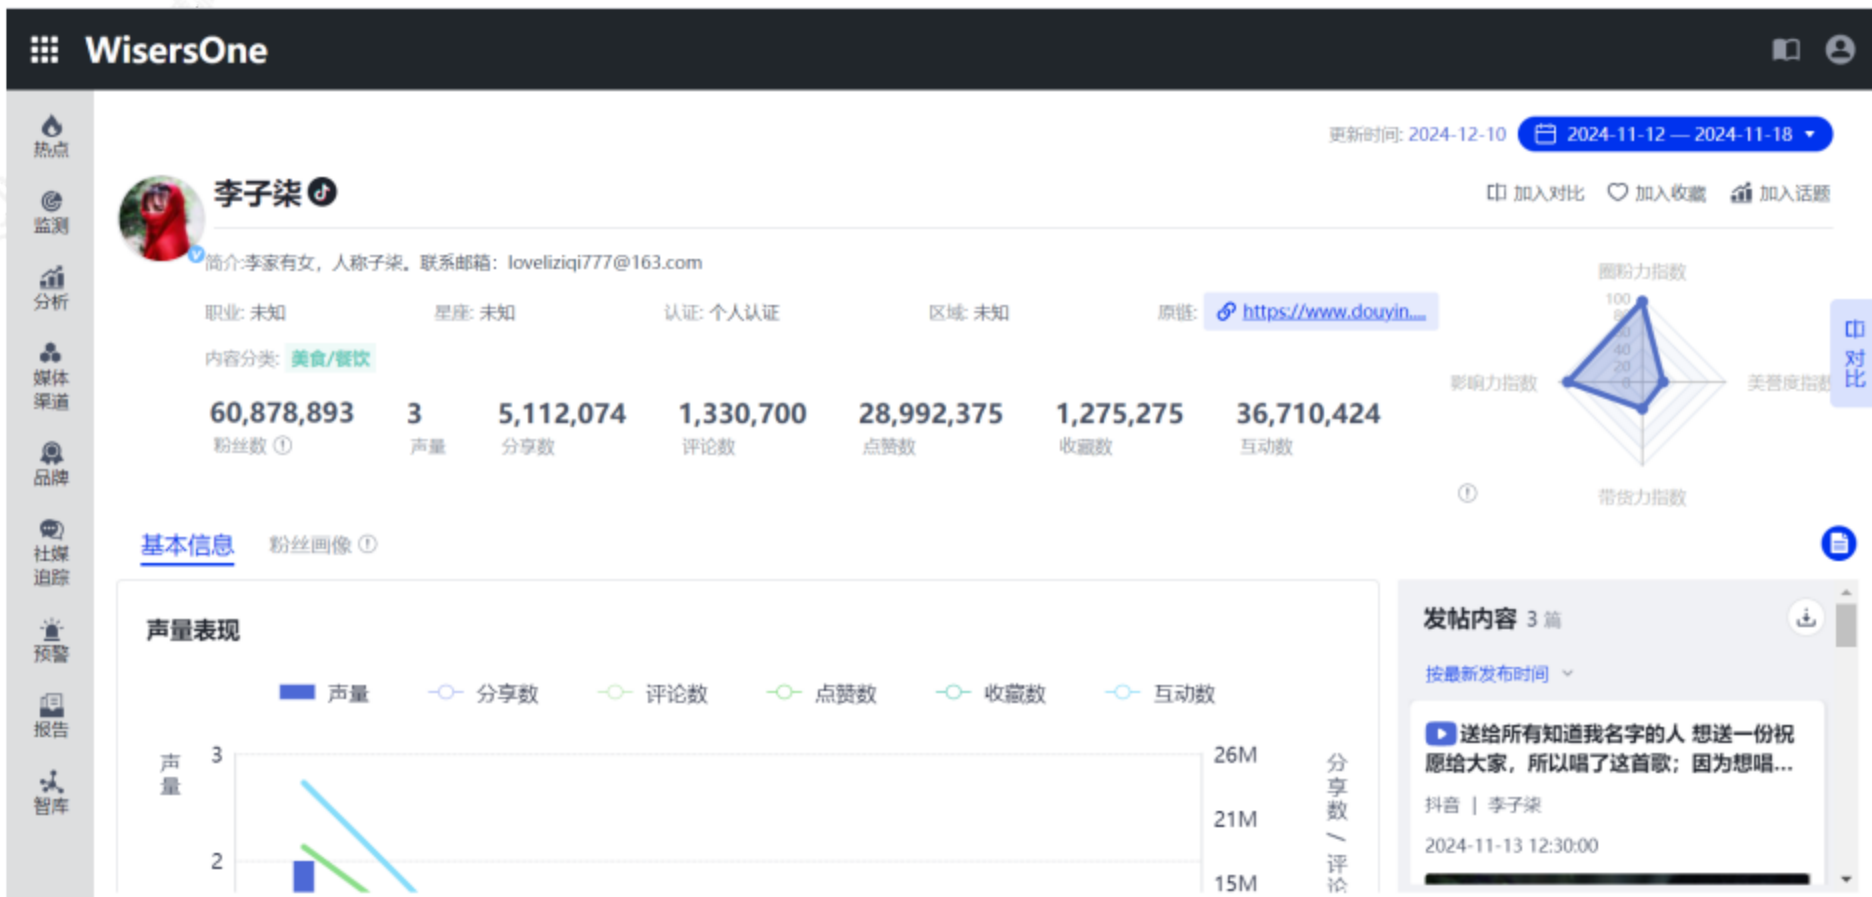 WisersOne
热点
监测
分析
媒体
渠道
品牌
社媒
追踪
预警
报告
智库
更新时间: 2024-12-10 2024-11-12 — 2024-11-18
李子柒
加入对比 加入收藏 加入话题
简介:李家有女，人称子柒。联系邮箱：loveliziqi777@163.com
职业: 未知 星座: 未知 认证: 个人认证 区域: 未知 原链: https://www.douyin....
内容分类: 美食/餐饮
60,878,893 3 5,112,074 1,330,700 28,992,375 1,275,275 36,710,424
粉丝数 声量 分享数 评论数 点赞数 收藏数 互动数
圈粉力指数
100
80
60
40
20
0
影响力指数
美誉度指数
带货力指数
对比
基本信息 粉丝画像
声量表现
声量 分享数 评论数 点赞数 收藏数 互动数
声量
3
2
26M
21M
15M
分享数 / 评论
发帖内容 3 篇
按最新发布时间
送给所有知道我名字的人 想送一份祝
愿给大家，所以唱了这首歌；因为想唱...
抖音 | 李子柒
2024-11-13 12:30:00